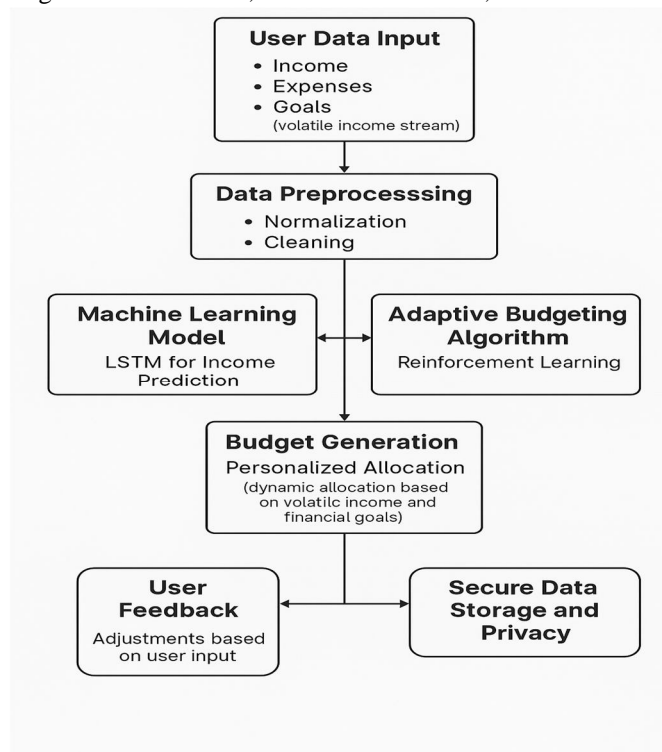 User Data Input
• Income
• Expenses
• Goals
(volatile income stream)
Data Preprocesssing
• Normalization
• Cleaning
Machine Learning
Model
LSTM for Income
Prediction
Adaptive Budgeting
Algorithm
Reinforcement Learning
Budget Generation
Personalized Allocation
(dynamic allocation based
on volatilc income and
financial goals)
User
Feedback
Adjustments based
on user input
Secure Data
Storage and
Privacy